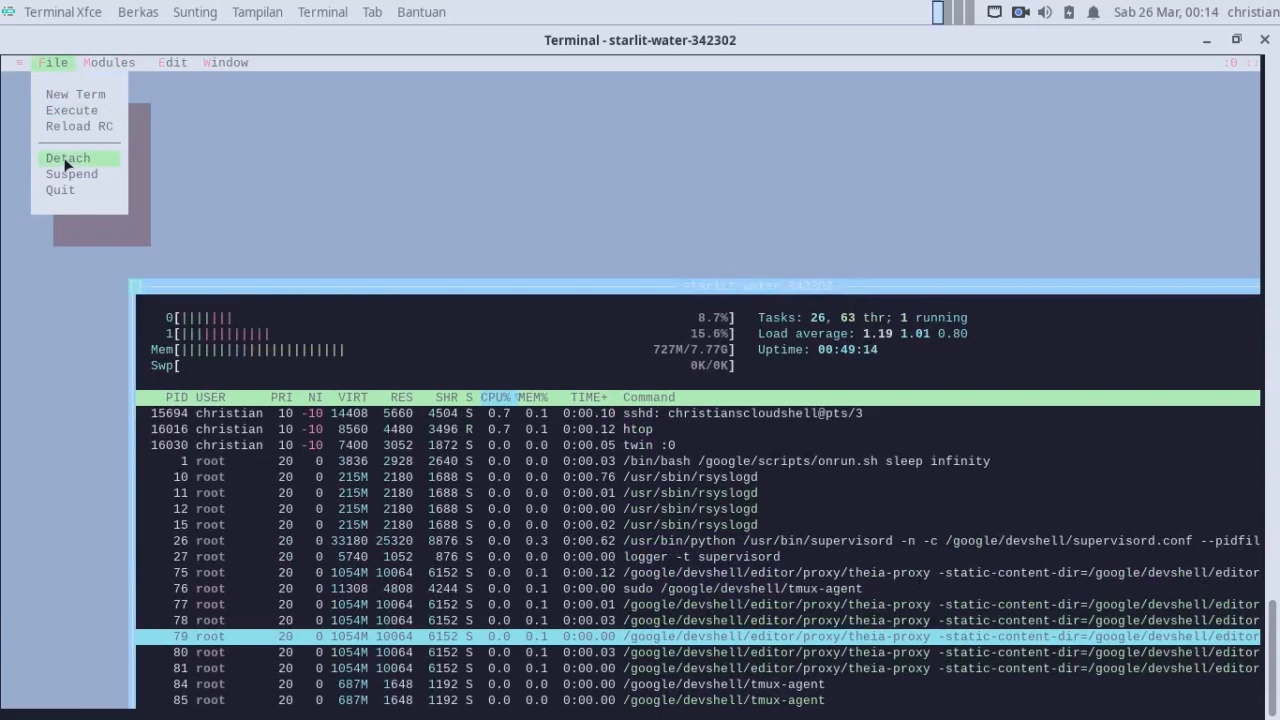 Terminal Xfce Berkas Sunting Tampilan Terminal Tab Bantuan Sab 26 Mar, 00:14 christian
Terminal - starlit-water-342302
≡ File Modules Edit Window :0
New Term
Execute
Reload RC
Detach
Suspend
Quit
starlit-water-342302
0[||||||| 8.7%] Tasks: 26, 63 thr; 1 running
1[|||||||||||| 15.6%] Load average: 1.19 1.01 0.80
Mem[|||||||||||||||||||||| 727M/7.77G] Uptime: 00:49:14
Swp[ 0K/0K]
PID USER PRI NI VIRT RES SHR S CPU%▽MEM% TIME+ Command
15694 christian 10 -10 14408 5660 4504 S 0.7 0.1 0:00.10 sshd: christianscloudshell@pts/3
16016 christian 10 -10 8560 4480 3496 R 0.7 0.1 0:00.12 htop
16030 christian 10 -10 7400 3052 1872 S 0.0 0.0 0:00.05 twin :0
1 root 20 0 3836 2928 2640 S 0.0 0.0 0:00.03 /bin/bash /google/scripts/onrun.sh sleep infinity
10 root 20 0 215M 2180 1688 S 0.0 0.0 0:00.76 /usr/sbin/rsyslogd
11 root 20 0 215M 2180 1688 S 0.0 0.0 0:00.01 /usr/sbin/rsyslogd
12 root 20 0 215M 2180 1688 S 0.0 0.0 0:00.00 /usr/sbin/rsyslogd
15 root 20 0 215M 2180 1688 S 0.0 0.0 0:00.02 /usr/sbin/rsyslogd
26 root 20 0 33180 25320 8876 S 0.0 0.3 0:00.62 /usr/bin/python /usr/bin/supervisord -n -c /google/devshell/supervisord.conf --pidfil
27 root 20 0 5740 1052 876 S 0.0 0.0 0:00.00 logger -t supervisord
75 root 20 0 1054M 10064 6152 S 0.0 0.1 0:00.12 /google/devshell/editor/proxy/theia-proxy -static-content-dir=/google/devshell/editor
76 root 20 0 11308 4808 4244 S 0.0 0.1 0:00.00 sudo /google/devshell/tmux-agent
77 root 20 0 1054M 10064 6152 S 0.0 0.1 0:00.01 /google/devshell/editor/proxy/theia-proxy -static-content-dir=/google/devshell/editor
78 root 20 0 1054M 10064 6152 S 0.0 0.1 0:00.03 /google/devshell/editor/proxy/theia-proxy -static-content-dir=/google/devshell/editor
79 root 20 0 1054M 10064 6152 S 0.0 0.1 0:00.00 /google/devshell/editor/proxy/theia-proxy -static-content-dir=/google/devshell/editor
80 root 20 0 1054M 10064 6152 S 0.0 0.1 0:00.03 /google/devshell/editor/proxy/theia-proxy -static-content-dir=/google/devshell/editor
81 root 20 0 1054M 10064 6152 S 0.0 0.1 0:00.00 /google/devshell/editor/proxy/theia-proxy -static-content-dir=/google/devshell/editor
84 root 20 0 687M 1648 1192 S 0.0 0.0 0:00.00 /google/devshell/tmux-agent
85 root 20 0 687M 1648 1192 S 0.0 0.0 0:00.00 /google/devshell/tmux-agent